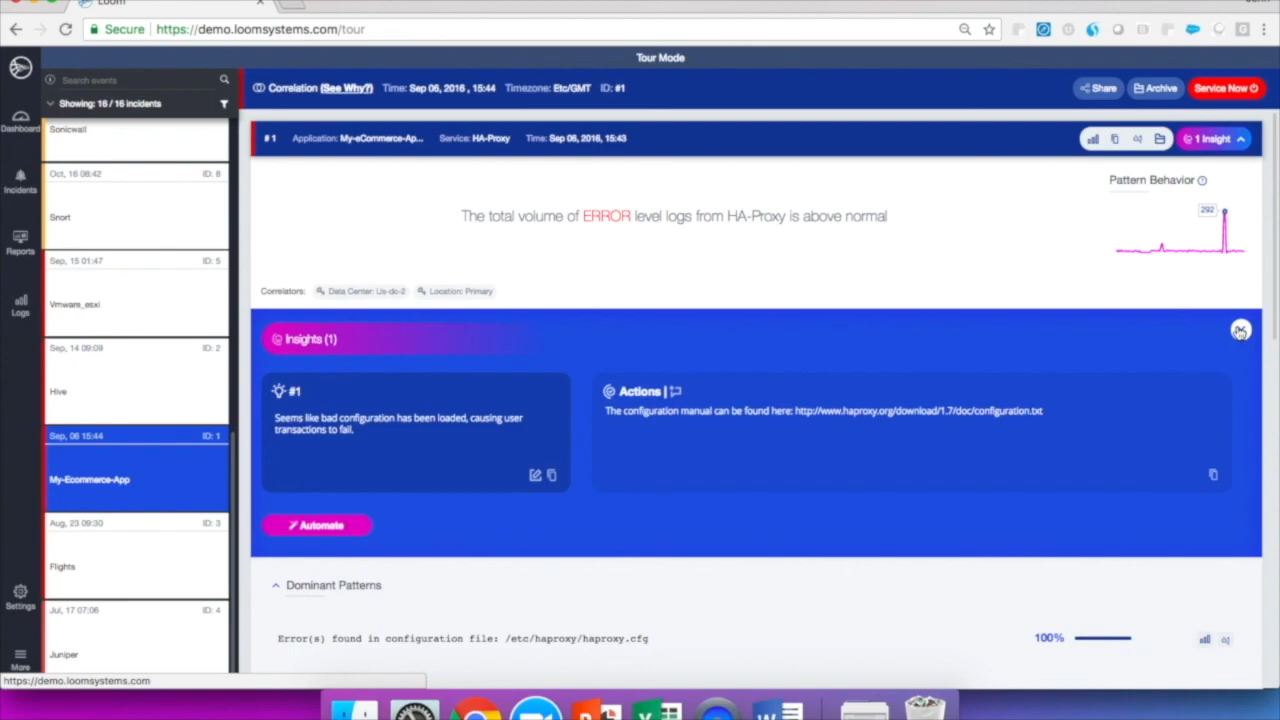 Loom
Secure https://demo.loomsystems.com/tour
Tour Mode
Search events
Showing: 16 / 16 incidents
Correlation (See Why?) Time: Sep 06, 2016 , 15:44 Timezone: Etc/GMT ID: #1
Share Archive Service Now
Dashboard
Incidents
Reports
Logs
Settings
More
Sonicwall
Oct, 16 08:42 ID: 8
Snort
Sep, 15 01:47 ID: 5
Vmware_esxi
Sep, 14 09:09 ID: 2
Hive
Sep, 06 15:44 ID: 1
My-Ecommerce-App
Aug, 23 09:30 ID: 3
Flights
Jul, 17 07:06 ID: 4
Juniper
# 1 Application: My-eCommerce-Ap... Service: HA-Proxy Time: Sep 06, 2016, 15:43
1 Insight
Pattern Behavior
292
The total volume of ERROR level logs from HA-Proxy is above normal
Correlators: Data Center: Us-dc-2 Location: Primary
Insights (1)
#1
Seems like bad configuration has been loaded, causing user
transactions to fail.
Actions |
The configuration manual can be found here: http://www.haproxy.org/download/1.7/doc/configuration.txt
Automate
Dominant Patterns
Error(s) found in configuration file: /etc/haproxy/haproxy.cfg 100%
https://demo.loomsystems.com